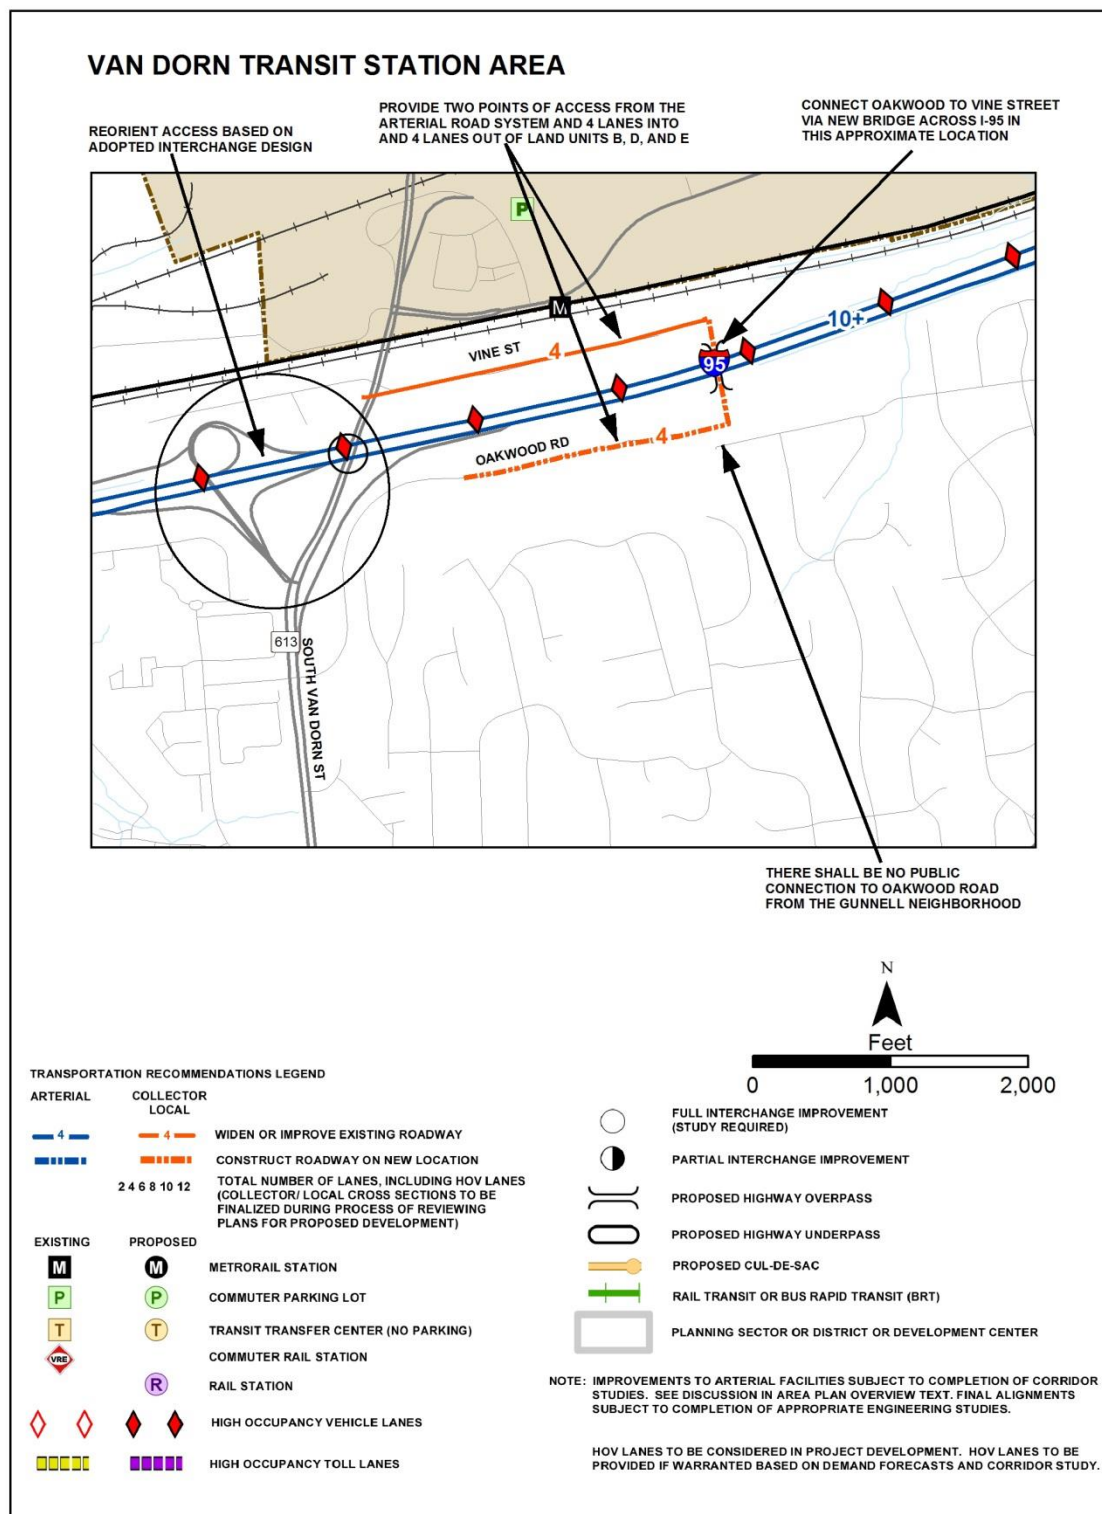 VAN DORN TRANSIT STATION AREA
REORIENT ACCESS BASED ON
ADOPTED INTERCHANGE DESIGN
PROVIDE TWO POINTS OF ACCESS FROM THE
ARTERIAL ROAD SYSTEM AND 4 LANES INTO
AND 4 LANES OUT OF LAND UNITS B, D, AND E
CONNECT OAKWOOD TO VINE STREET
VIA NEW BRIDGE ACROSS I-95 IN
THIS APPROXIMATE LOCATION
P
M
10+
VINE ST
4
95
OAKWOOD RD
4
613
SOUTH VAN DORN ST
THERE SHALL BE NO PUBLIC
CONNECTION TO OAKWOOD ROAD
FROM THE GUNNELL NEIGHBORHOOD
N
Feet
0 1,000 2,000
TRANSPORTATION RECOMMENDATIONS LEGEND
ARTERIAL COLLECTOR
LOCAL
4 4 WIDEN OR IMPROVE EXISTING ROADWAY
CONSTRUCT ROADWAY ON NEW LOCATION
2 4 6 8 10 12 TOTAL NUMBER OF LANES, INCLUDING HOV LANES
(COLLECTOR/ LOCAL CROSS SECTIONS TO BE
FINALIZED DURING PROCESS OF REVIEWING
PLANS FOR PROPOSED DEVELOPMENT)
EXISTING PROPOSED
M M METRORAIL STATION
P P COMMUTER PARKING LOT
T T TRANSIT TRANSFER CENTER (NO PARKING)
VRE COMMUTER RAIL STATION
R RAIL STATION
HIGH OCCUPANCY VEHICLE LANES
HIGH OCCUPANCY TOLL LANES
FULL INTERCHANGE IMPROVEMENT
(STUDY REQUIRED)
PARTIAL INTERCHANGE IMPROVEMENT
PROPOSED HIGHWAY OVERPASS
PROPOSED HIGHWAY UNDERPASS
PROPOSED CUL-DE-SAC
RAIL TRANSIT OR BUS RAPID TRANSIT (BRT)
PLANNING SECTOR OR DISTRICT OR DEVELOPMENT CENTER
NOTE: IMPROVEMENTS TO ARTERIAL FACILITIES SUBJECT TO COMPLETION OF CORRIDOR
STUDIES. SEE DISCUSSION IN AREA PLAN OVERVIEW TEXT. FINAL ALIGNMENTS
SUBJECT TO COMPLETION OF APPROPRIATE ENGINEERING STUDIES.
HOV LANES TO BE CONSIDERED IN PROJECT DEVELOPMENT. HOV LANES TO BE
PROVIDED IF WARRANTED BASED ON DEMAND FORECASTS AND CORRIDOR STUDY.